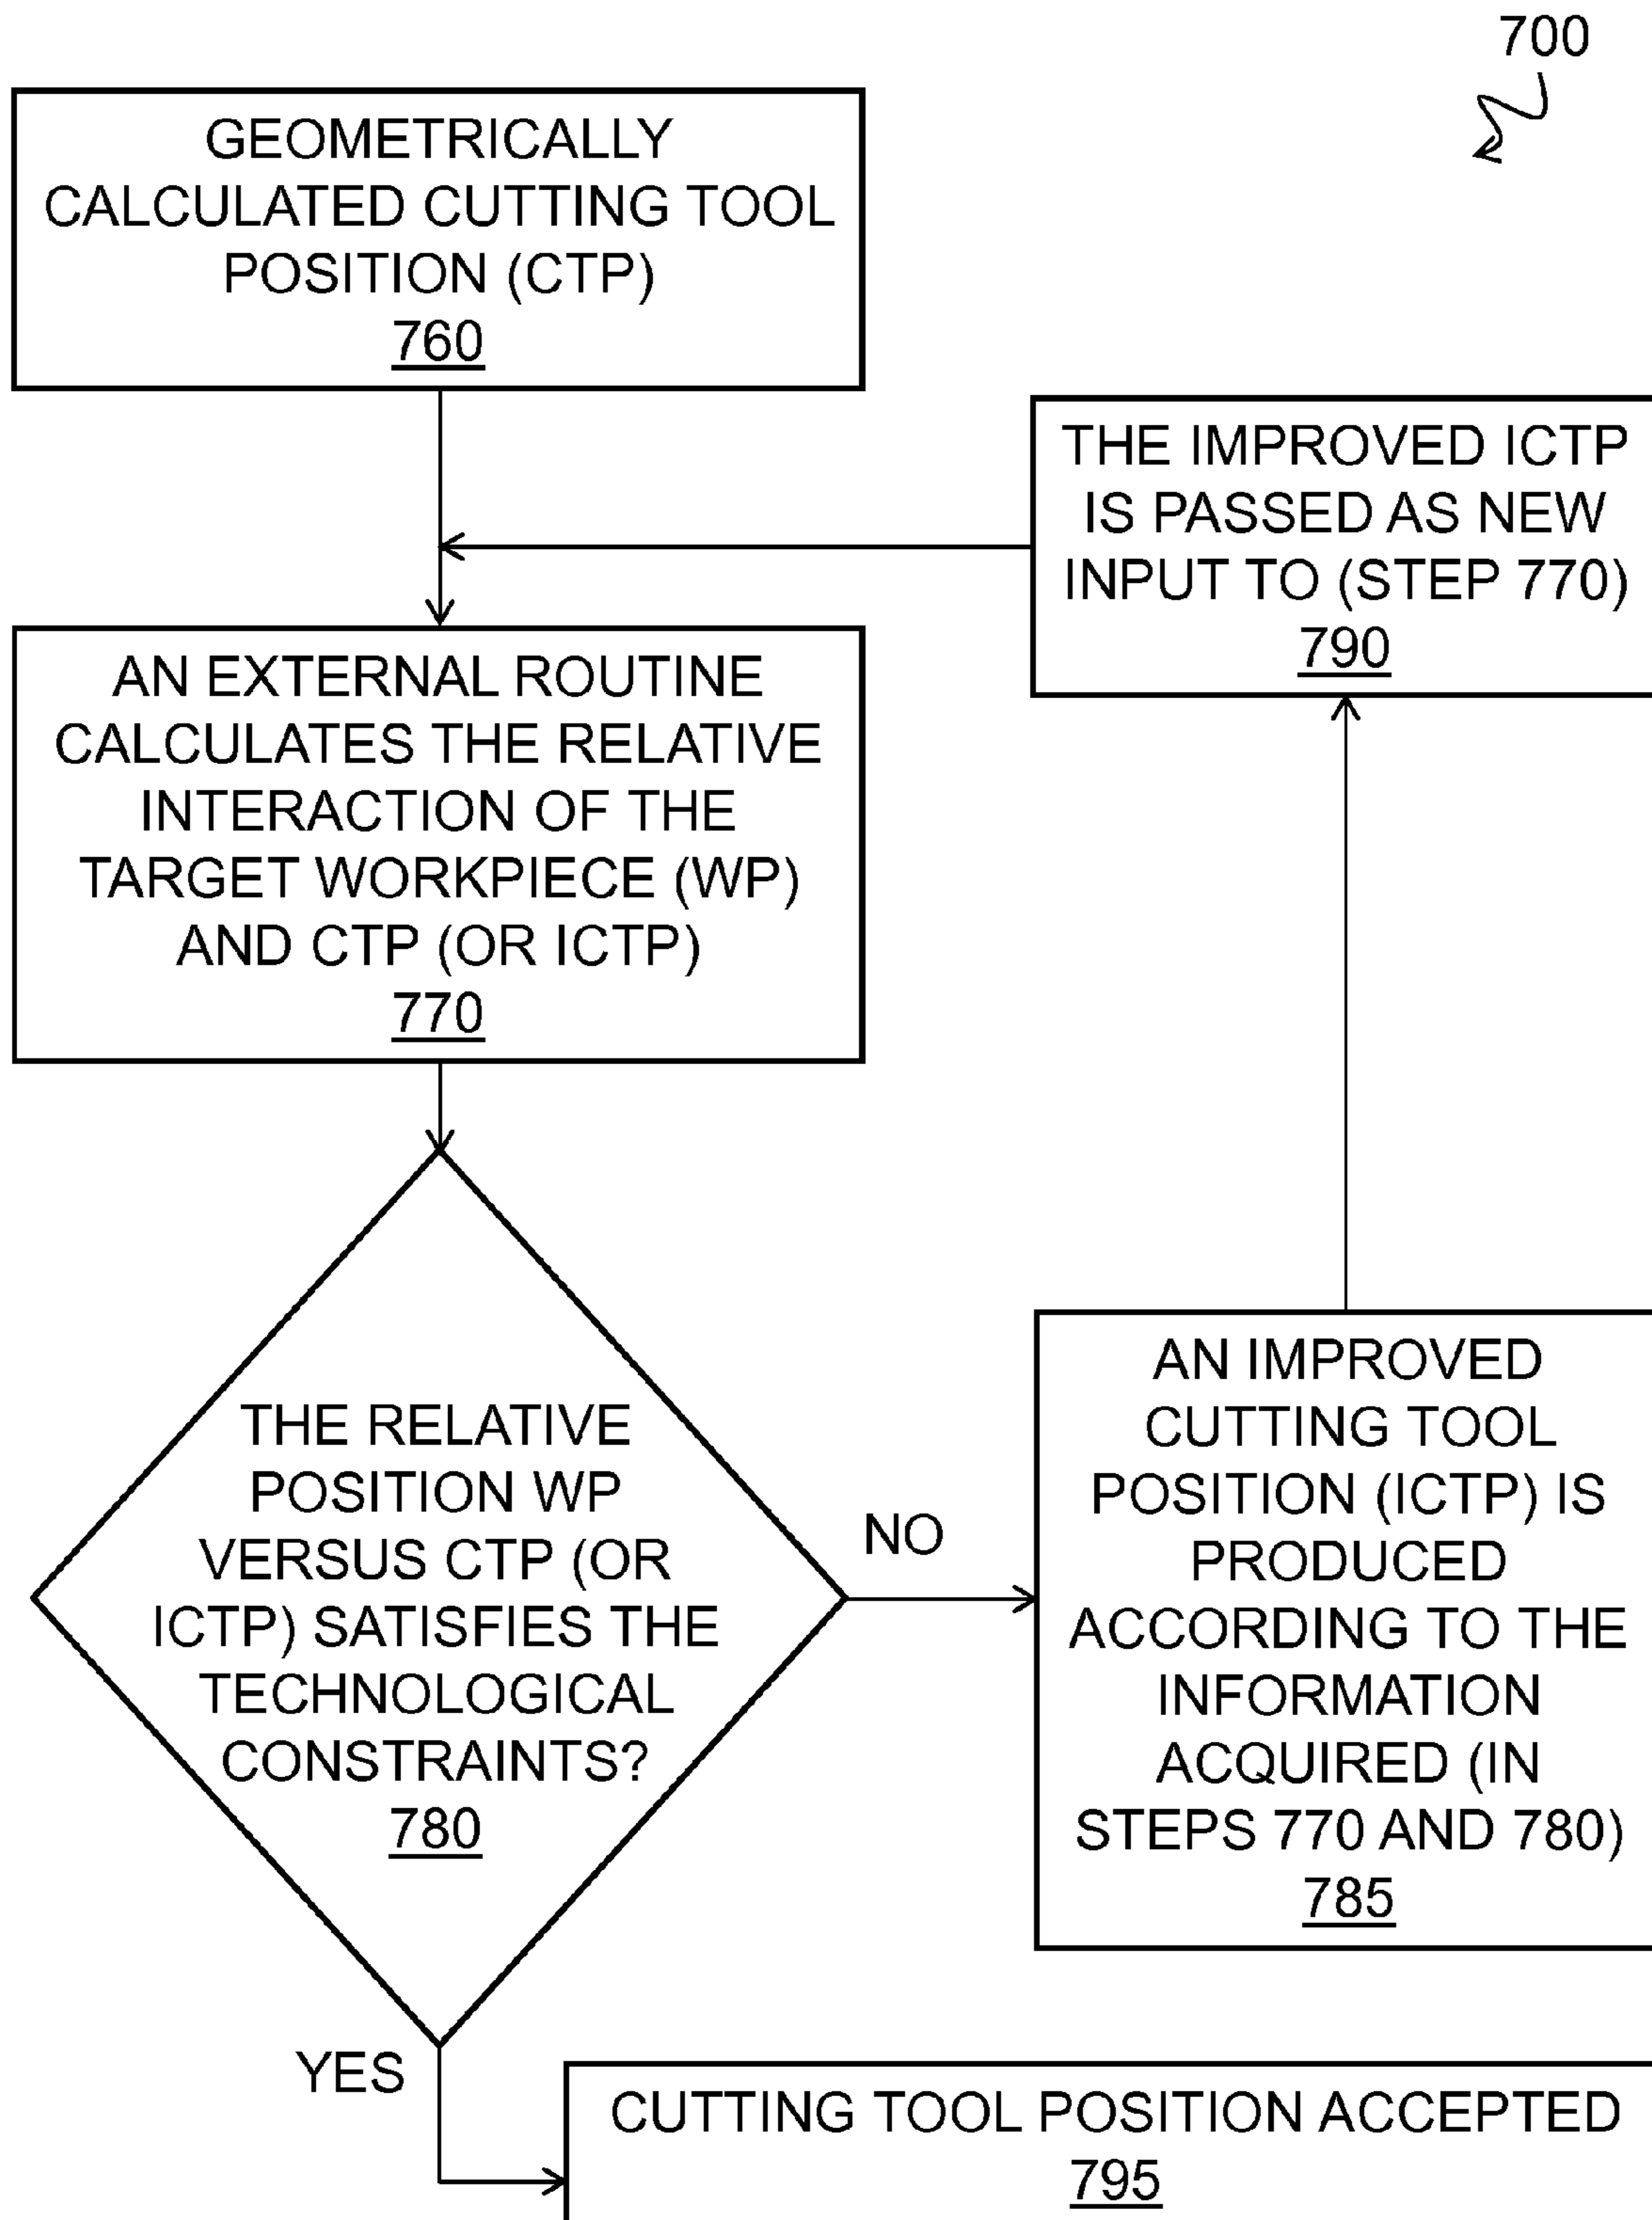 700
GEOMETRICALLY
CALCULATED CUTTING TOOL
POSITION (CTP)
760
THE IMPROVED ICTP
IS PASSED AS NEW
INPUT TO (STEP 770)
790
AN EXTERNAL ROUTINE
CALCULATES THE RELATIVE
INTERACTION OF THE
TARGET WORKPIECE (WP)
AND CTP (OR ICTP)
770
THE RELATIVE
POSITION WP
VERSUS CTP (OR
ICTP) SATISFIES THE
TECHNOLOGICAL
CONSTRAINTS?
780
NO
AN IMPROVED
CUTTING TOOL
POSITION (ICTP) IS
PRODUCED
ACCORDING TO THE
INFORMATION
ACQUIRED (IN
STEPS 770 AND 780)
785
YES
CUTTING TOOL POSITION ACCEPTED
795